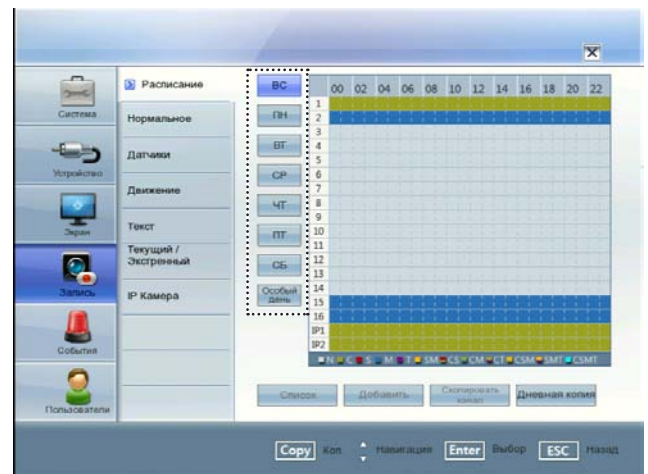 Система
Устройство
Экран
Запись
События
Пользователи
Расписание
Нормальное
Датчики
Движение
Текст
Текущий /
Экстренный
IP Камера
ВС
ПН
ВТ
СР
ЧТ
ПТ
СБ
Особый
день
00 02 04 06 08 10 12 14 16 18 20 22
1
2
3
4
5
6
7
8
9
10
11
12
13
14
15
16
IP1
IP2
N C S M T SM CS CM CT CSM SMT CSMT
Список
Добавить
Скопировать
канал
Дневная копия
Copy Коп Навигация Enter Выбор ESC Назад